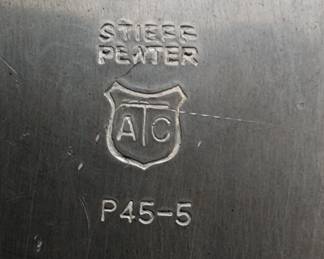 STIEFF
PEWTER
ATC
P45-5